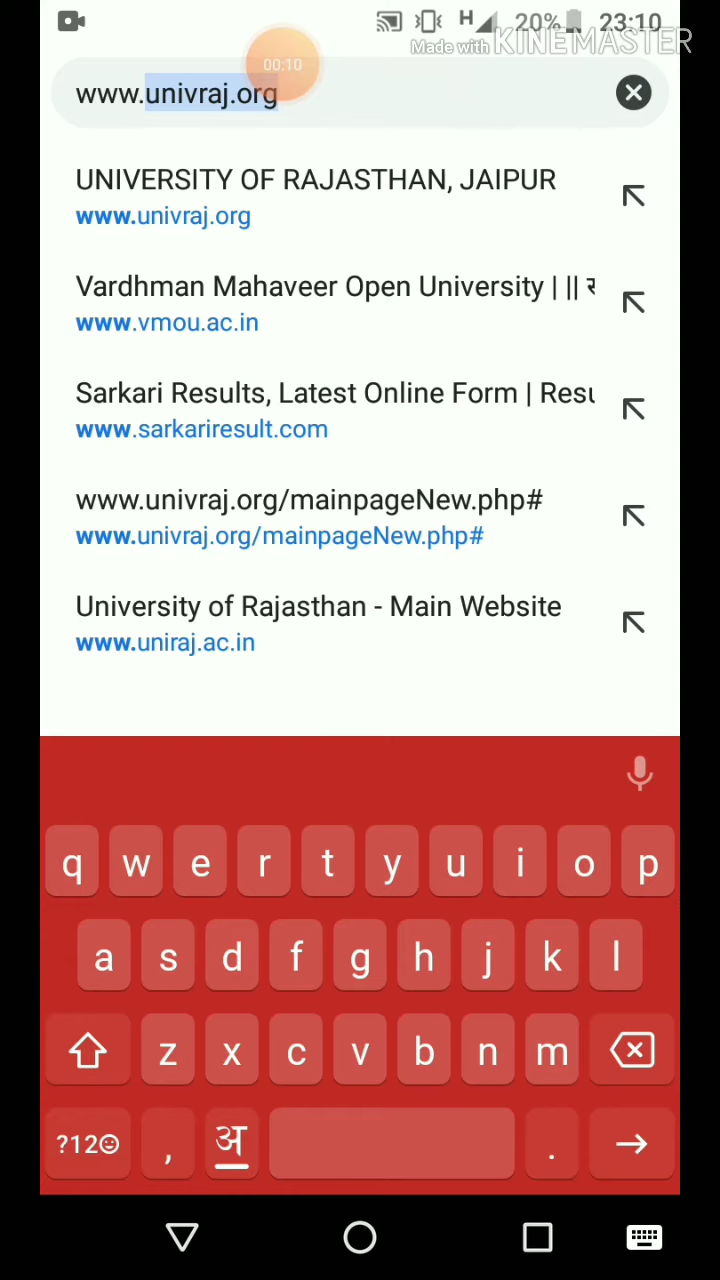 20% 23:10
Made with KINEMASTER
00:10
www.univraj.org
UNIVERSITY OF RAJASTHAN, JAIPUR
www.univraj.org
Vardhman Mahaveer Open University | ||
www.vmou.ac.in
Sarkari Results, Latest Online Form | Resu
www.sarkariresult.com
www.univraj.org/mainpageNew.php#
www.univraj.org/mainpageNew.php#
University of Rajasthan - Main Website
www.uniraj.ac.in
q w e r t y u i o p
a s d f g h j k l
z x c v b n m
?12 , अ .